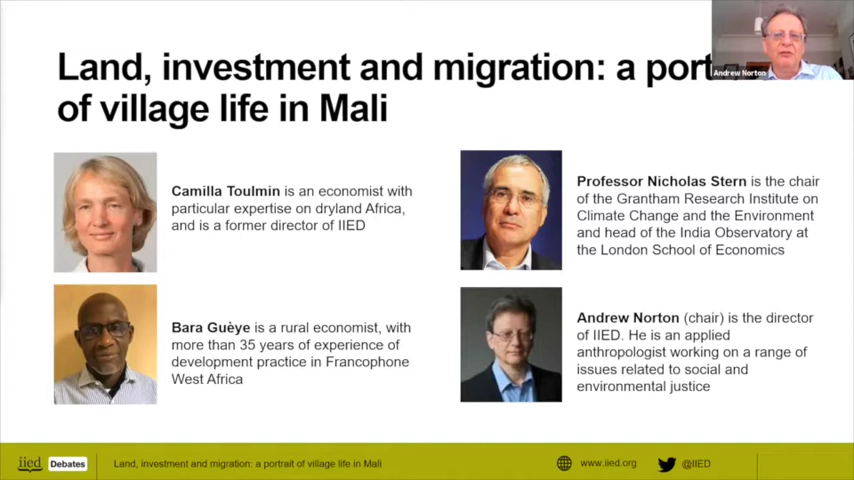 Land, investment and migration: a port
of village life in Mali
Andrew Norton
Camilla Toulmin is an economist with
particular expertise on dryland Africa,
and is a former director of IIED
Professor Nicholas Stern is the chair
of the Grantham Research Institute on
Climate Change and the Environment
and head of the India Observatory at
the London School of Economics
Bara Guèye is a rural economist, with
more than 35 years of experience of
development practice in Francophone
West Africa
Andrew Norton (chair) is the director
of IIED. He is an applied
anthropologist working on a range of
issues related to social and
environmental justice
iied Debates
Land, investment and migration: a portrait of village life in Mali
www.iied.org
@IIED